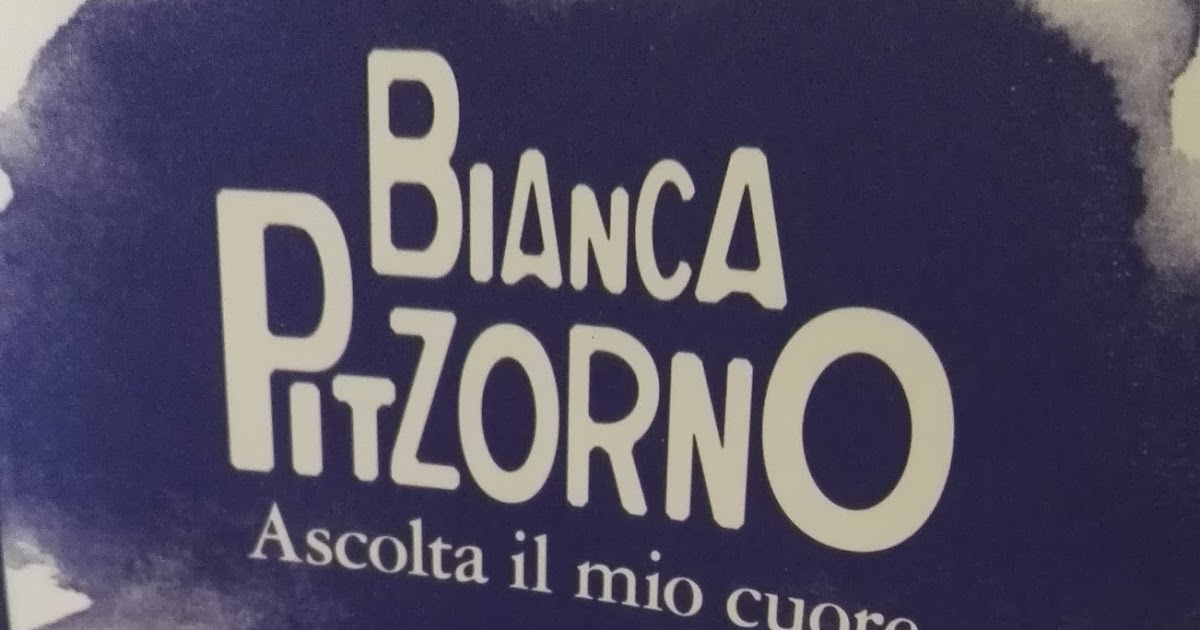 BIANCA
PITZORNO
Ascolta il mio cuore